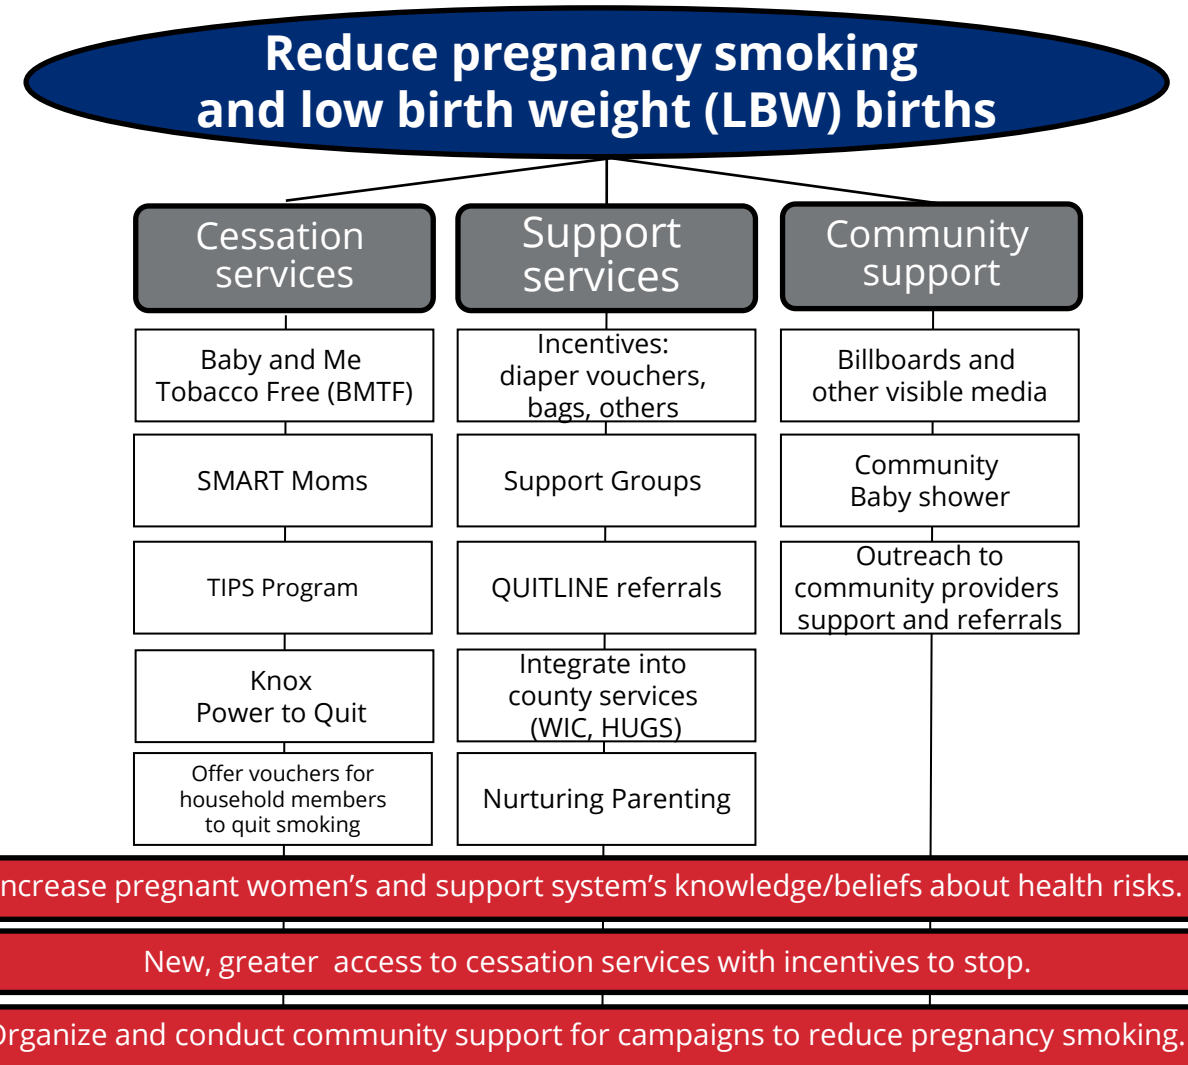 Reduce pregnancy smoking
and low birth weight (LBW) births
Cessation
services
Baby and Me
Tobacco Free (BMTF)
SMART Moms
TIPS Program
Knox
Power to Quit
Offer vouchers for
household members
to quit smoking
Support
services
Incentives:
diaper vouchers,
bags, others
Support Groups
QUITLINE referrals
Integrate into
county services
(WIC, HUGS)
Nurturing Parenting
Community
support
Billboards and
other visible media
Community
Baby shower
Outreach to
community providers
support and referrals
ncrease pregnant women’s and support system’s knowledge/beliefs about health risks.
New, greater  access to cessation services with incentives to stop.
Organize and conduct community support for campaigns to reduce pregnancy smoking.